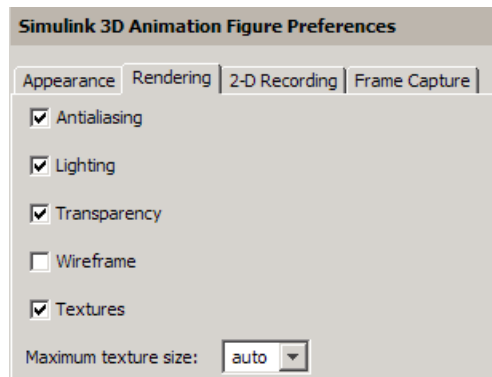 Simulink 3D Animation Figure Preferences
Appearance Rendering 2-D Recording Frame Capture
Antialiasing
Lighting
Transparency
Wireframe
Textures
Maximum texture size: auto